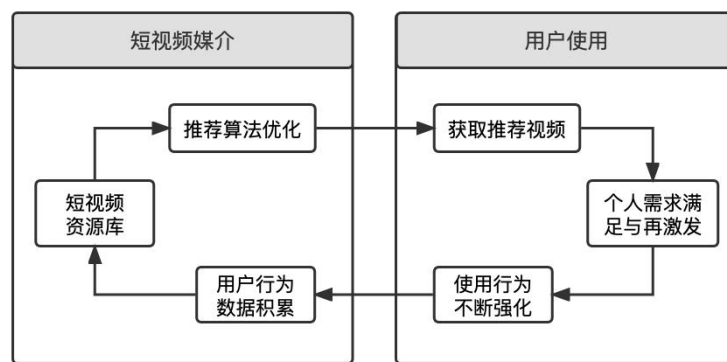 短视频媒介
用户使用
推荐算法优化
获取推荐视频
短视频
资源库
个人需求满
足与再激发
用户行为
数据积累
使用行为
不断强化